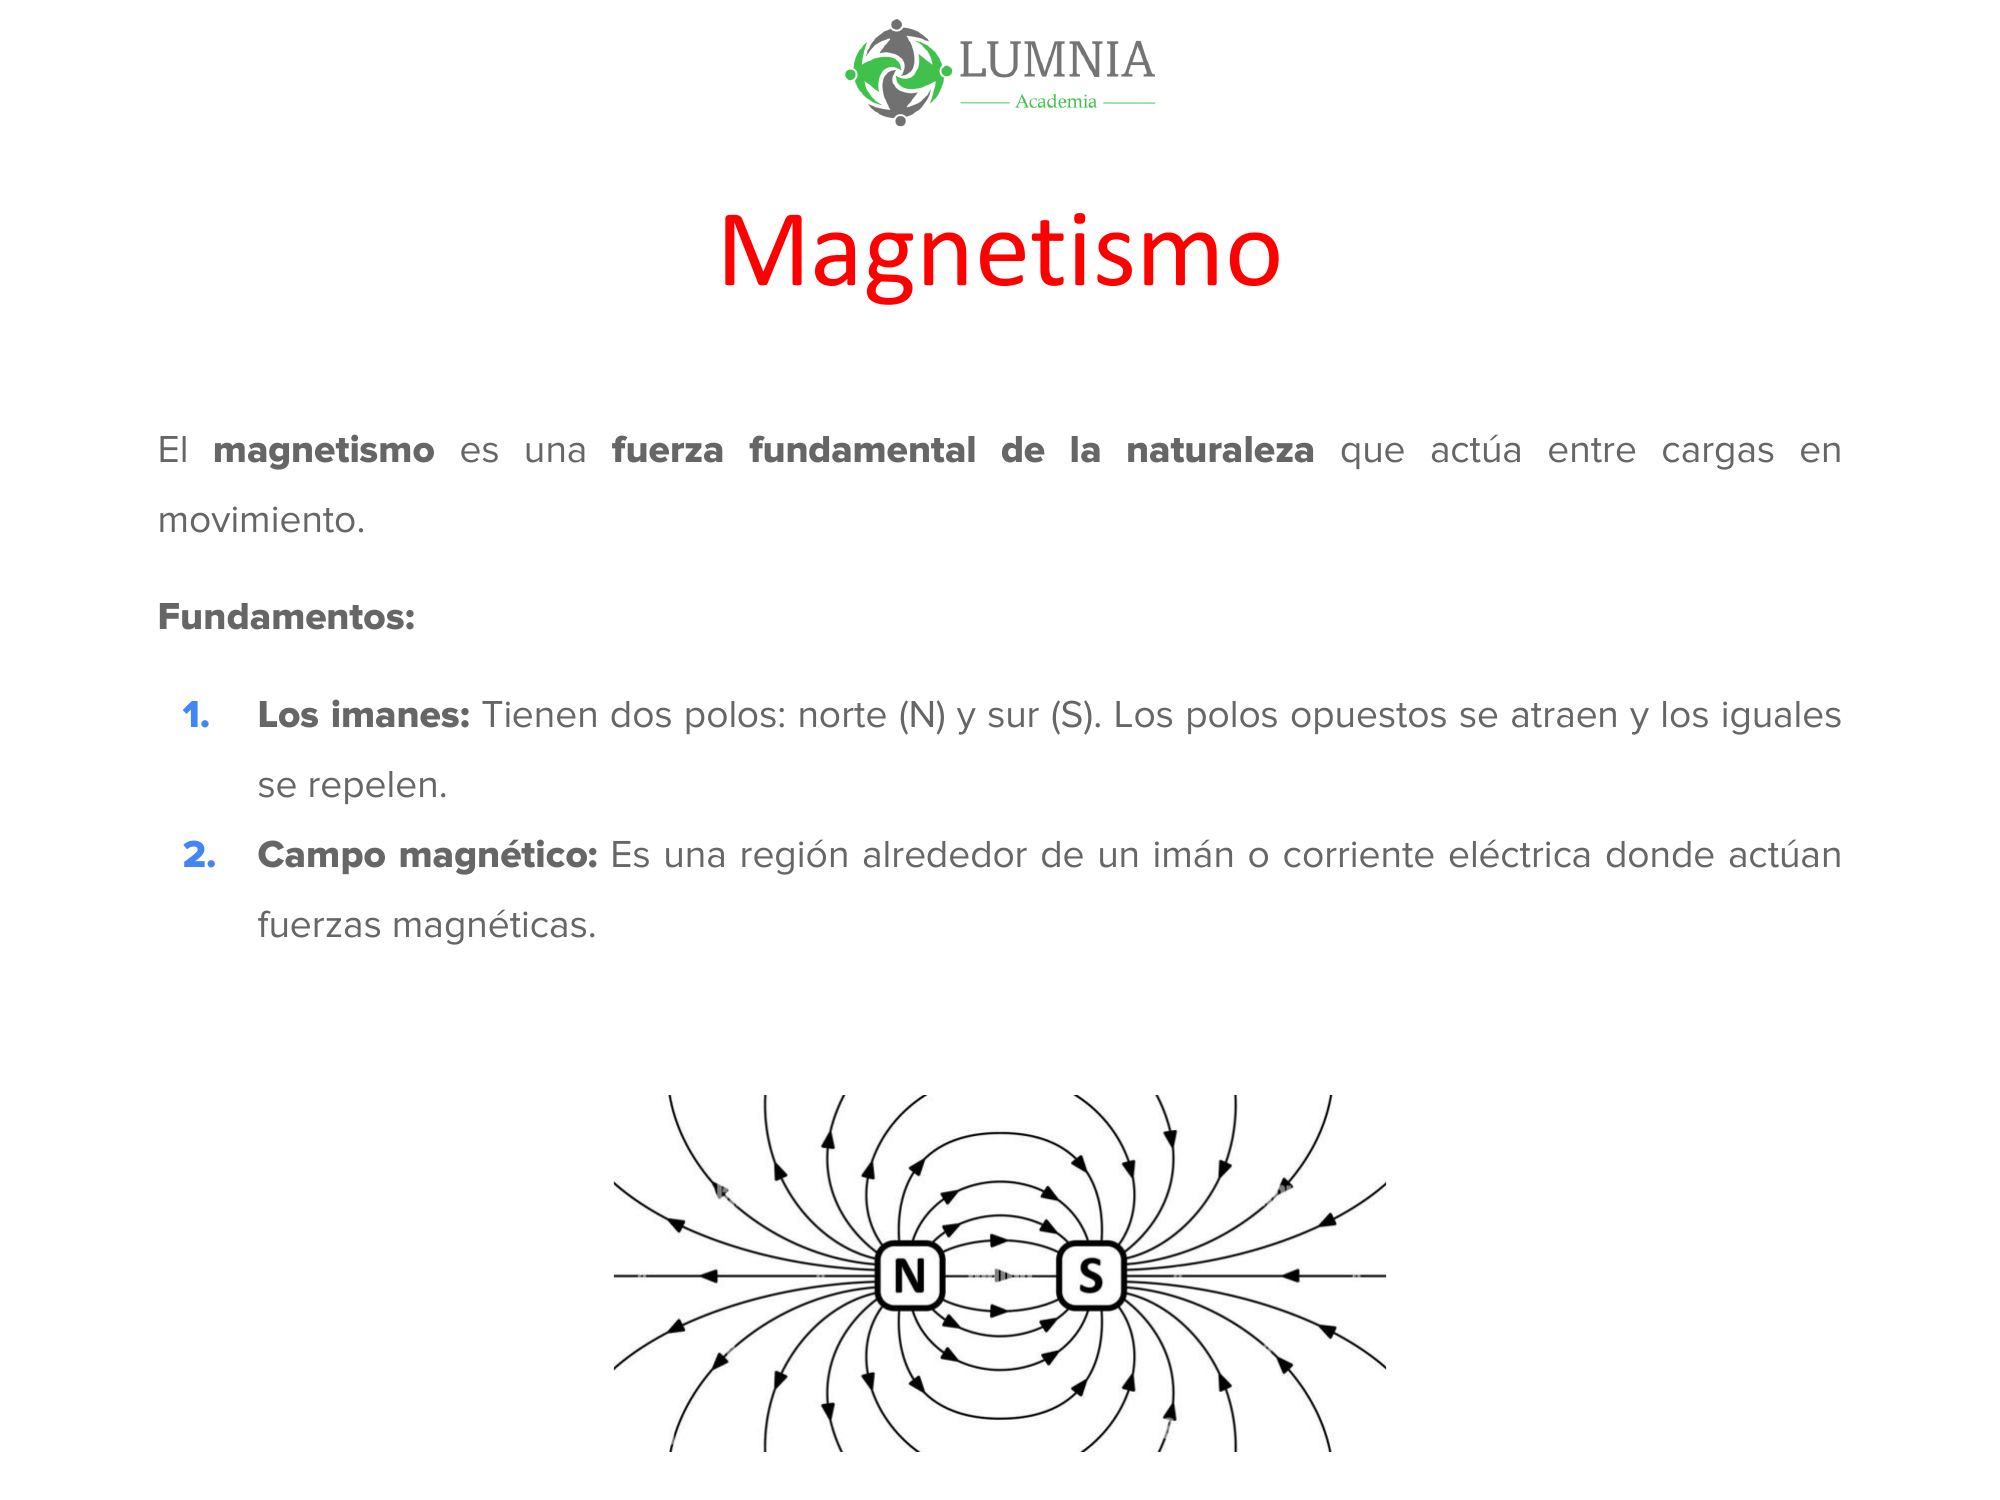 LUMNIA
Academia
Magnetismo
El magnetismo es una fuerza fundamental de la naturaleza que actúa entre cargas en
movimiento.
Fundamentos:
1. Los imanes: Tienen dos polos: norte (N) y sur (S). Los polos opuestos se atraen y los iguales
se repelen.
2. Campo magnético: Es una región alrededor de un imán o corriente eléctrica donde actúan
fuerzas magnéticas.
N S